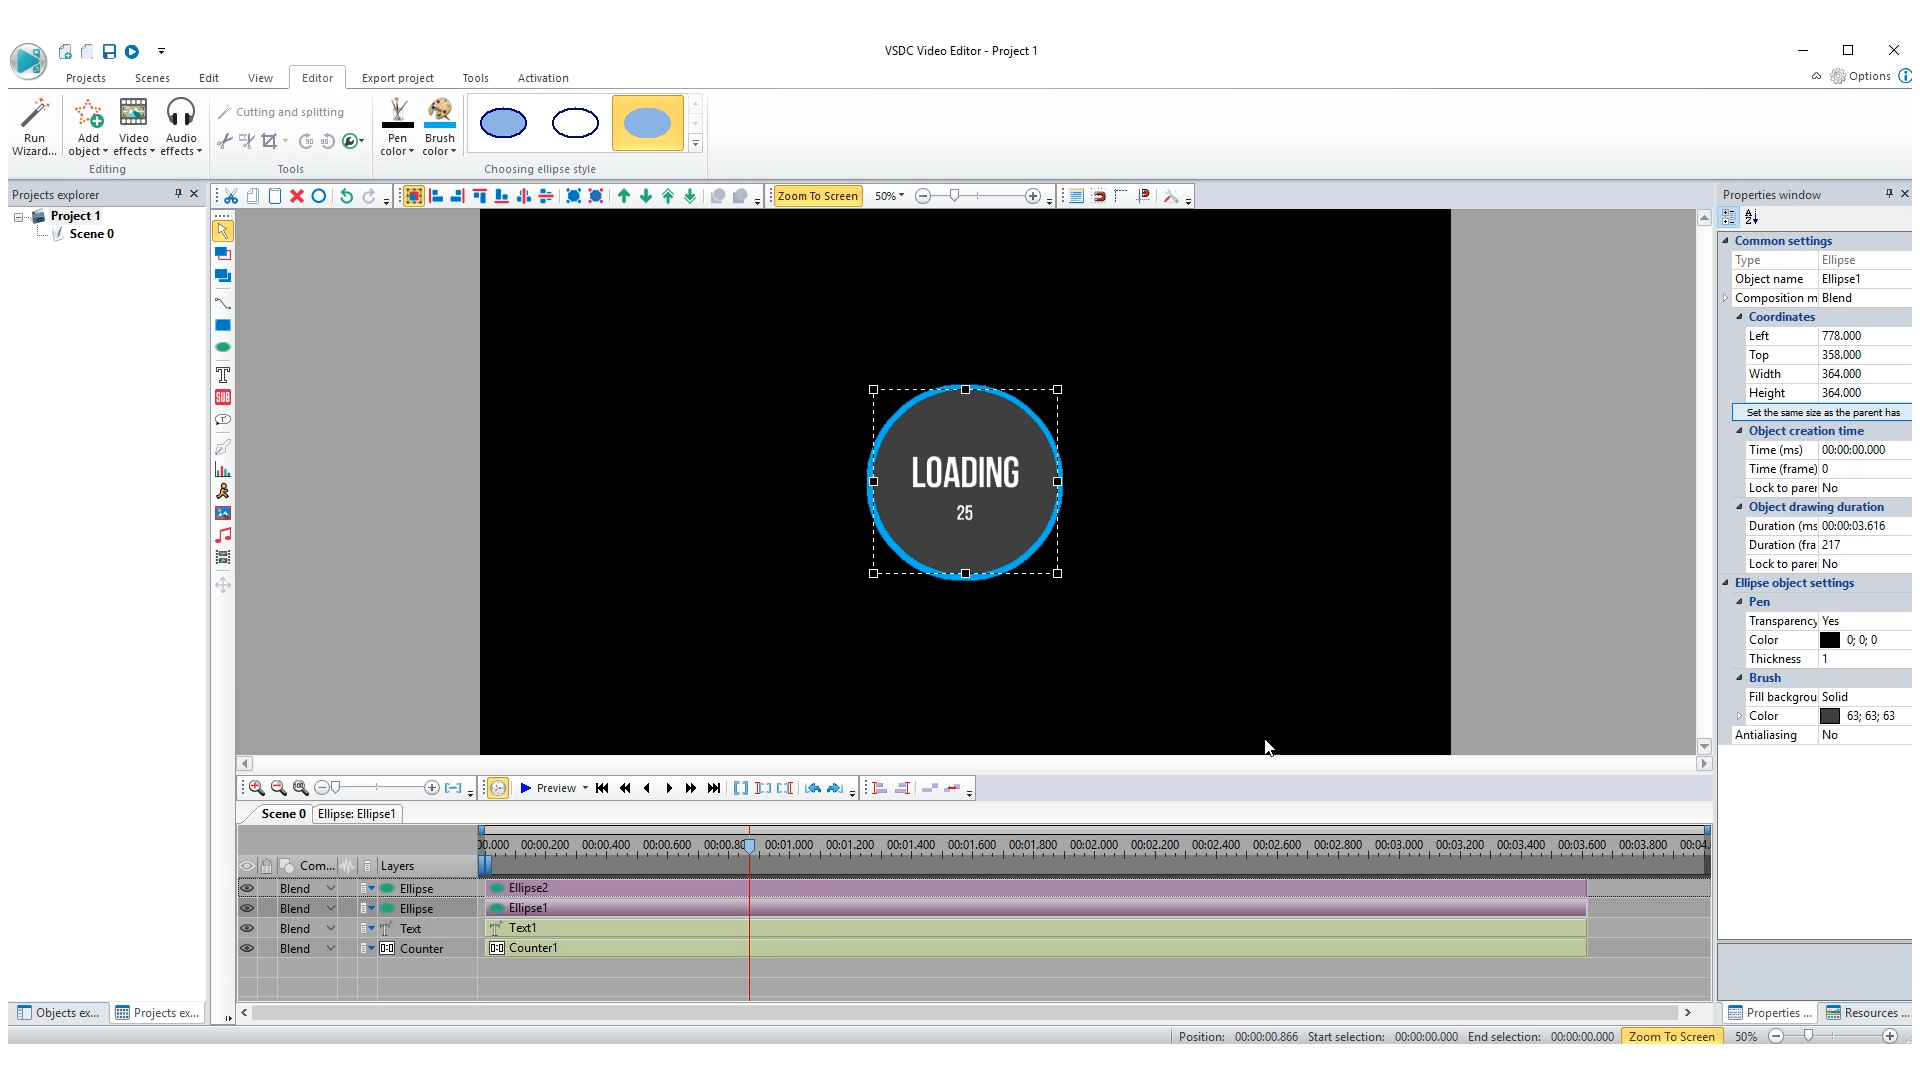 VSDC Video Editor - Project 1
Projects Scenes Edit View Editor Export project Tools Activation
Options
Run Wizard...
Add object
Video effects
Audio effects
Editing
Cutting and splitting
Tools
Pen color
Brush color
Choosing ellipse style
Projects explorer
Project 1
Scene 0
Zoom To Screen 50%
SUB
LOADING
25
Properties window
Common settings
Type Ellipse
Object name Ellipse1
Composition m Blend
Coordinates
Left 778.000
Top 358.000
Width 364.000
Height 364.000
Set the same size as the parent has
Object creation time
Time (ms) 00:00:00.000
Time (frame) 0
Lock to parer No
Object drawing duration
Duration (ms 00:00:03.616
Duration (fra 217
Lock to parer No
Ellipse object settings
Pen
Transparency Yes
Color 0; 0; 0
Thickness 1
Brush
Fill backgrou Solid
Color 63; 63; 63
Antialiasing No
Preview
Scene 0 Ellipse: Ellipse1
00:00.200 00:00.400 00:00.600 00:01.000 00:01.200 00:01.400 00:01.600 00:01.800 00:02.000 00:02.200 00:02.400 00:02.600 00:02.800 00:03.000 00:03.200 00:03.400 00:03.600 00:03.800 00:04.
Com... Layers
Blend Ellipse Ellipse2
Blend Ellipse Ellipse1
Blend Text Text1
Blend Counter Counter1
Objects ex... Projects ex...
Properties ... Resources ...
Position: 00:00:00.866 Start selection: 00:00:00.000 End selection: 00:00:00.000 Zoom To Screen 50%